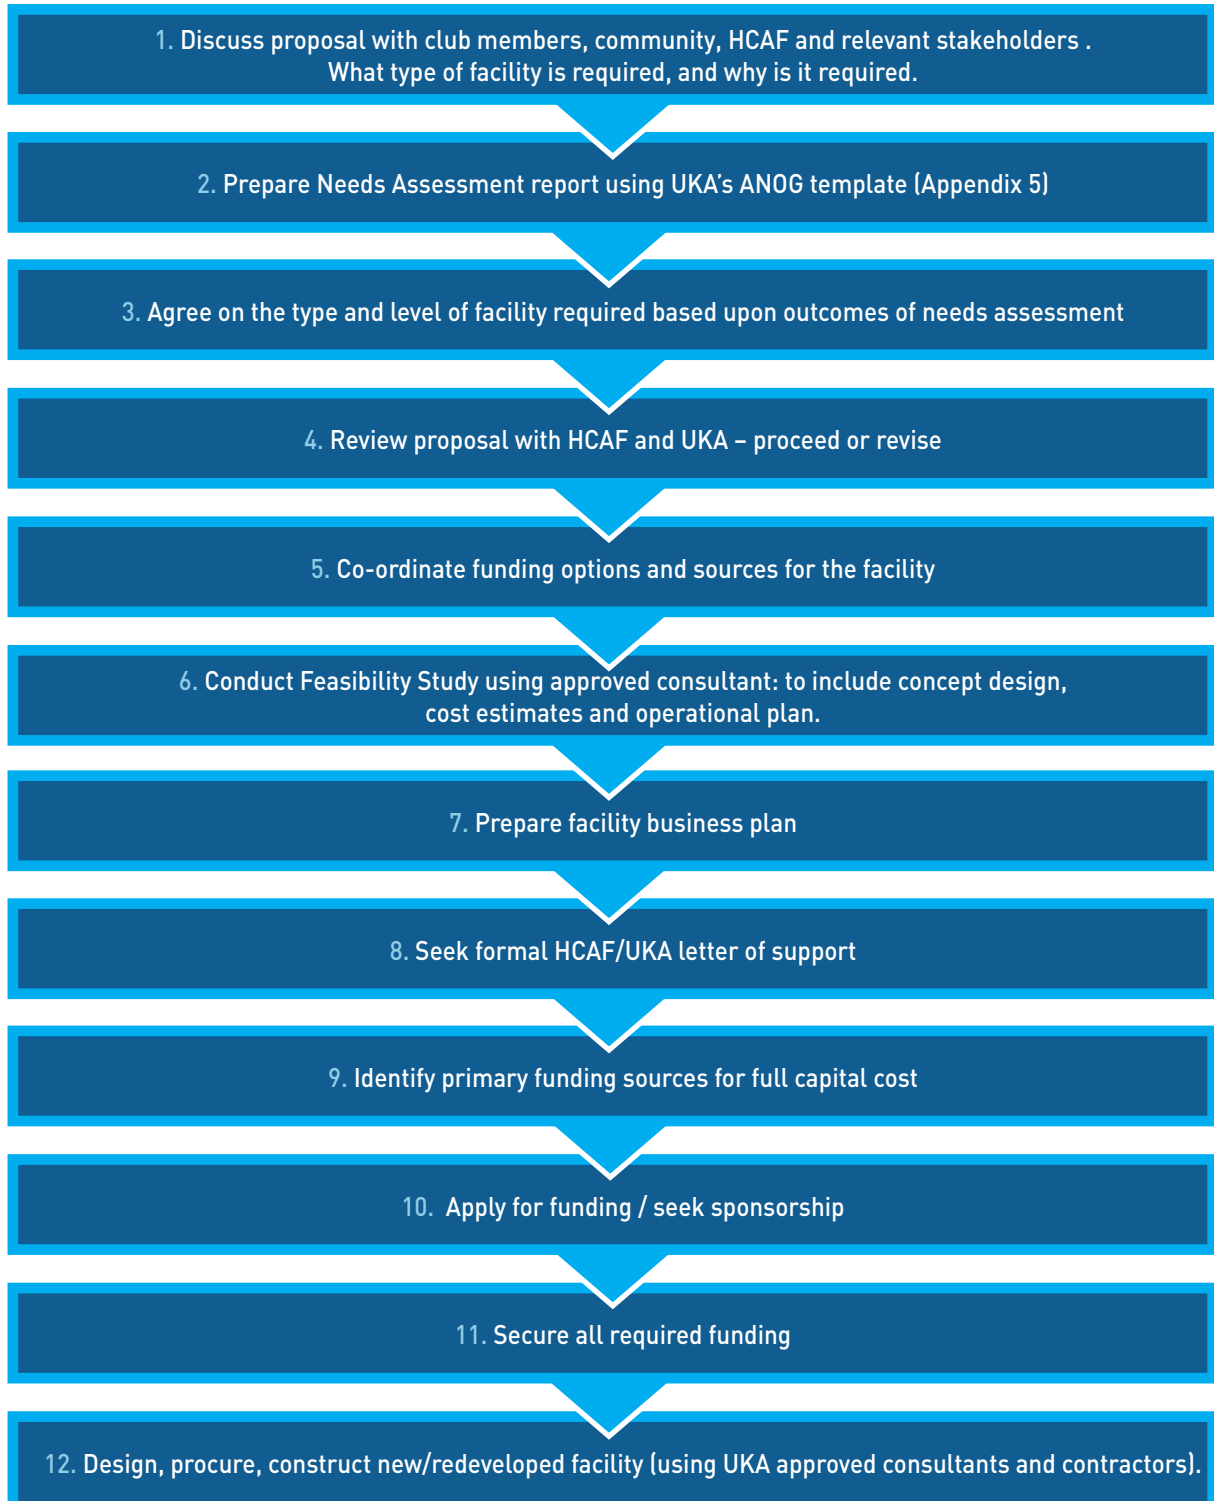 1. Discuss proposal with club members, community, HCAF and relevant stakeholders .
What type of facility is required, and why is it required.
2. Prepare Needs Assessment report using UKA’s ANOG template (Appendix 5)
3. Agree on the type and level of facility required based upon outcomes of needs assessment
4. Review proposal with HCAF and UKA – proceed or revise
5. Co-ordinate funding options and sources for the facility
6. Conduct Feasibility Study using approved consultant: to include concept design,
cost estimates and operational plan.
7. Prepare facility business plan
8. Seek formal HCAF/UKA letter of support
9. Identify primary funding sources for full capital cost
10. Apply for funding / seek sponsorship
11. Secure all required funding
12. Design, procure, construct new/redeveloped facility (using UKA approved consultants and contractors).